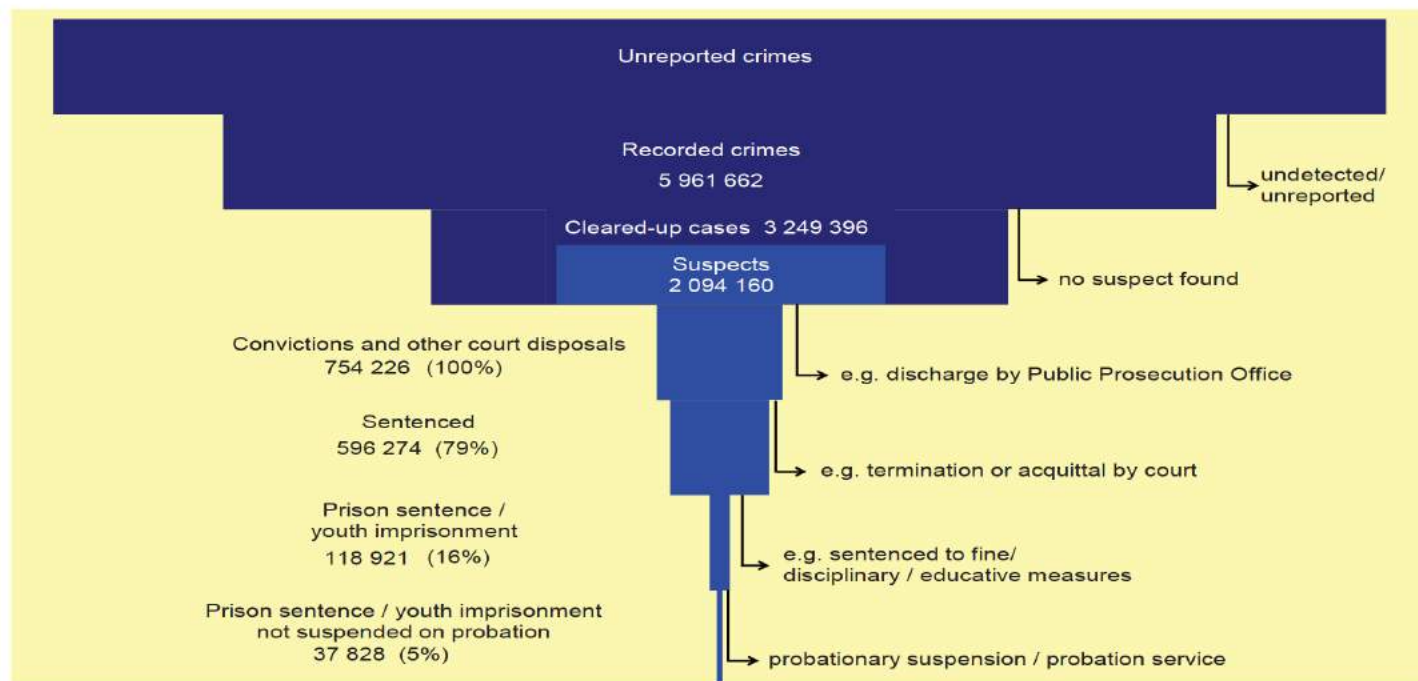 Unreported crimes
Recorded crimes
5 961 662
undetected/
unreported
Cleared-up cases 3 249 396
Suspects
2 094 160
no suspect found
Convictions and other court disposals
754 226 (100%)
e.g. discharge by Public Prosecution Office
Sentenced
596 274 (79%)
e.g. termination or acquittal by court
Prison sentence /
youth imprisonment
118 921 (16%)
e.g. sentenced to fine/
disciplinary / educative measures
Prison sentence / youth imprisonment
not suspended on probation
37 828 (5%)
probationary suspension / probation service